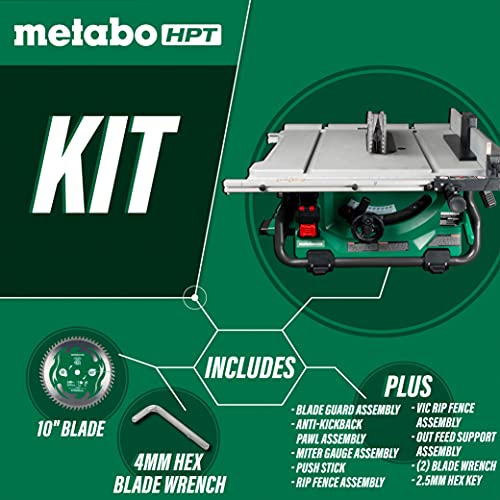 metabo HPT
KIT
INCLUDES
10" BLADE
4MM HEX
BLADE WRENCH
PLUS
- BLADE GUARD ASSEMBLY
- ANTI-KICKBACK
PAWL ASSEMBLY
- MITER GAUGE ASSEMBLY
- PUSH STICK
- RIP FENCE ASSEMBLY
- VIC RIP FENCE
ASSEMBLY
- OUT FEED SUPPORT
ASSEMBLY
- (2) BLADE WRENCH
- 2.5MM HEX KEY